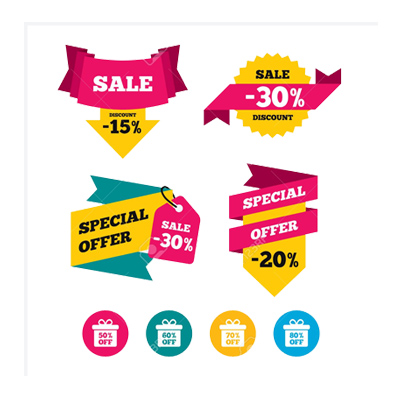 SALE
DISCOUNT
-15%
SALE
-30%
DISCOUNT
SPECIAL
OFFER
SALE
-30%
SPECIAL
OFFER
-20%
50%
OFF
60%
OFF
70%
OFF
80%
OFF